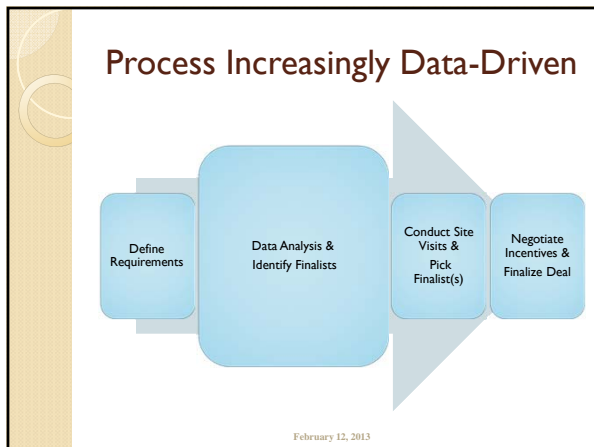 Process Increasingly Data-Driven
Define
Requirements
Data Analysis &
Identify Finalists
Conduct Site
Visits &
Pick
Finalist(s)
Negotiate
Incentives &
Finalize Deal
February 12, 2013